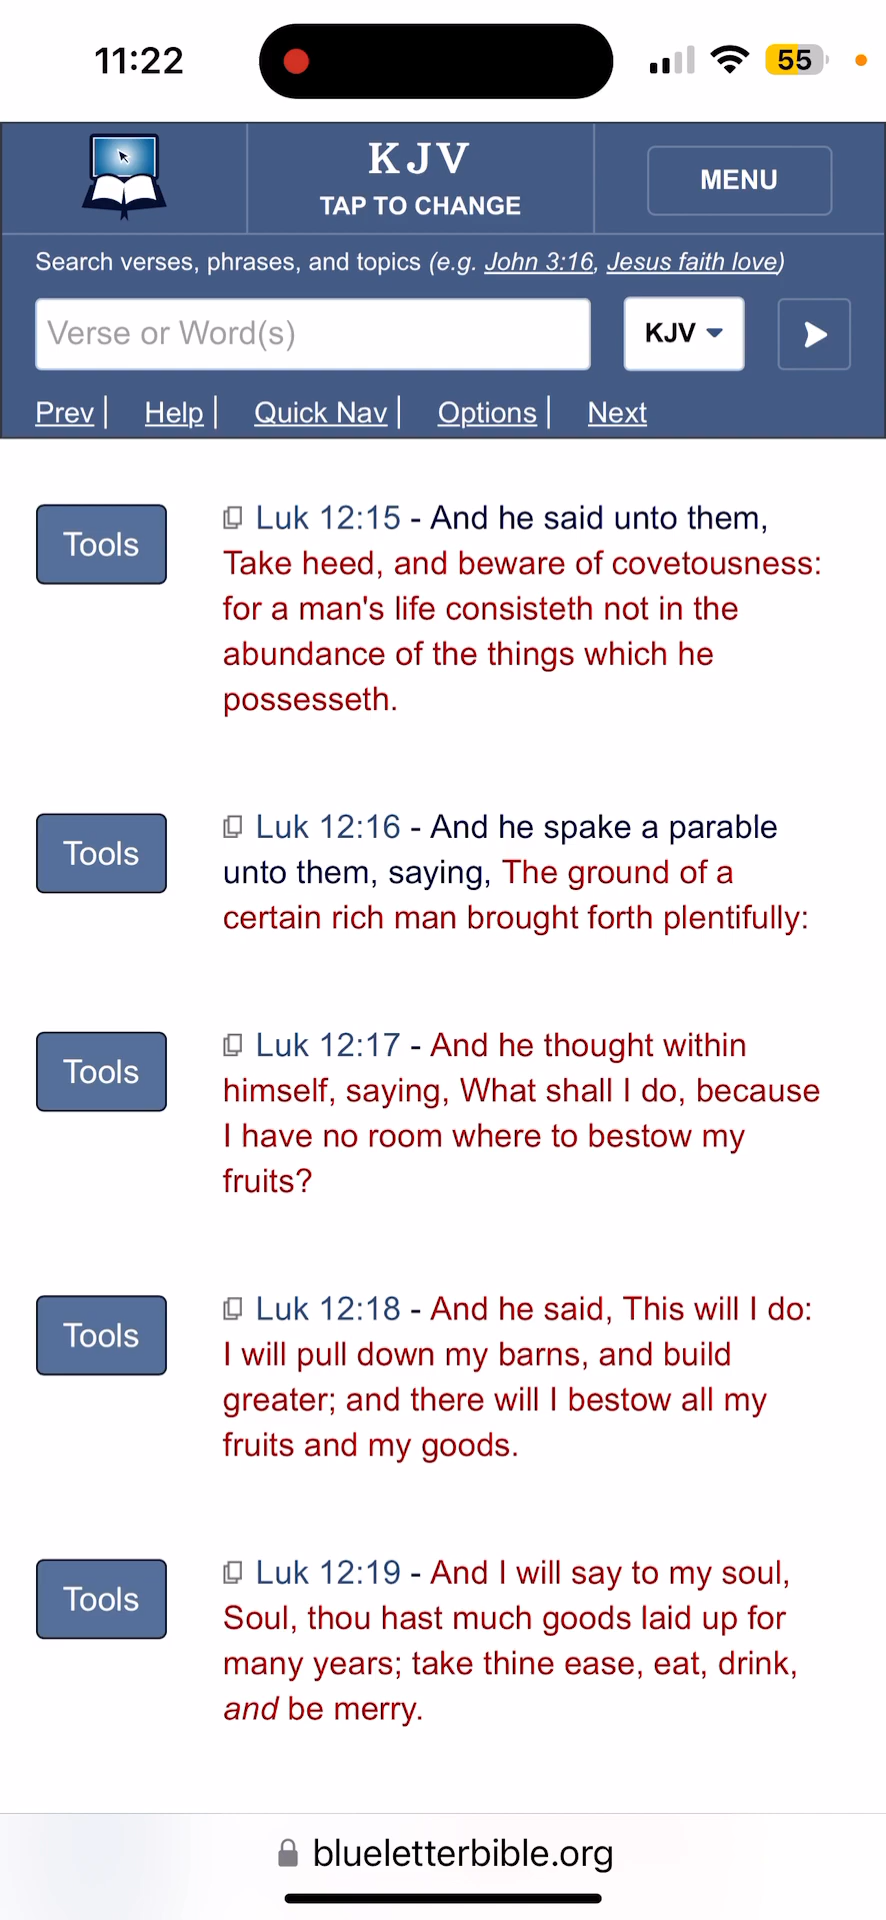 11:22
55
KJV
TAP TO CHANGE
MENU
Search verses, phrases, and topics (e.g. John 3:16, Jesus faith love)
Verse or Word(s)
KJV
Prev | Help | Quick Nav | Options | Next
Tools
Luk 12:15 - And he said unto them,
Take heed, and beware of covetousness:
for a man's life consisteth not in the
abundance of the things which he
possesseth.
Tools
Luk 12:16 - And he spake a parable
unto them, saying, The ground of a
certain rich man brought forth plentifully:
Tools
Luk 12:17 - And he thought within
himself, saying, What shall I do, because
I have no room where to bestow my
fruits?
Tools
Luk 12:18 - And he said, This will I do:
I will pull down my barns, and build
greater; and there will I bestow all my
fruits and my goods.
Tools
Luk 12:19 - And I will say to my soul,
Soul, thou hast much goods laid up for
many years; take thine ease, eat, drink,
and be merry.
blueletterbible.org